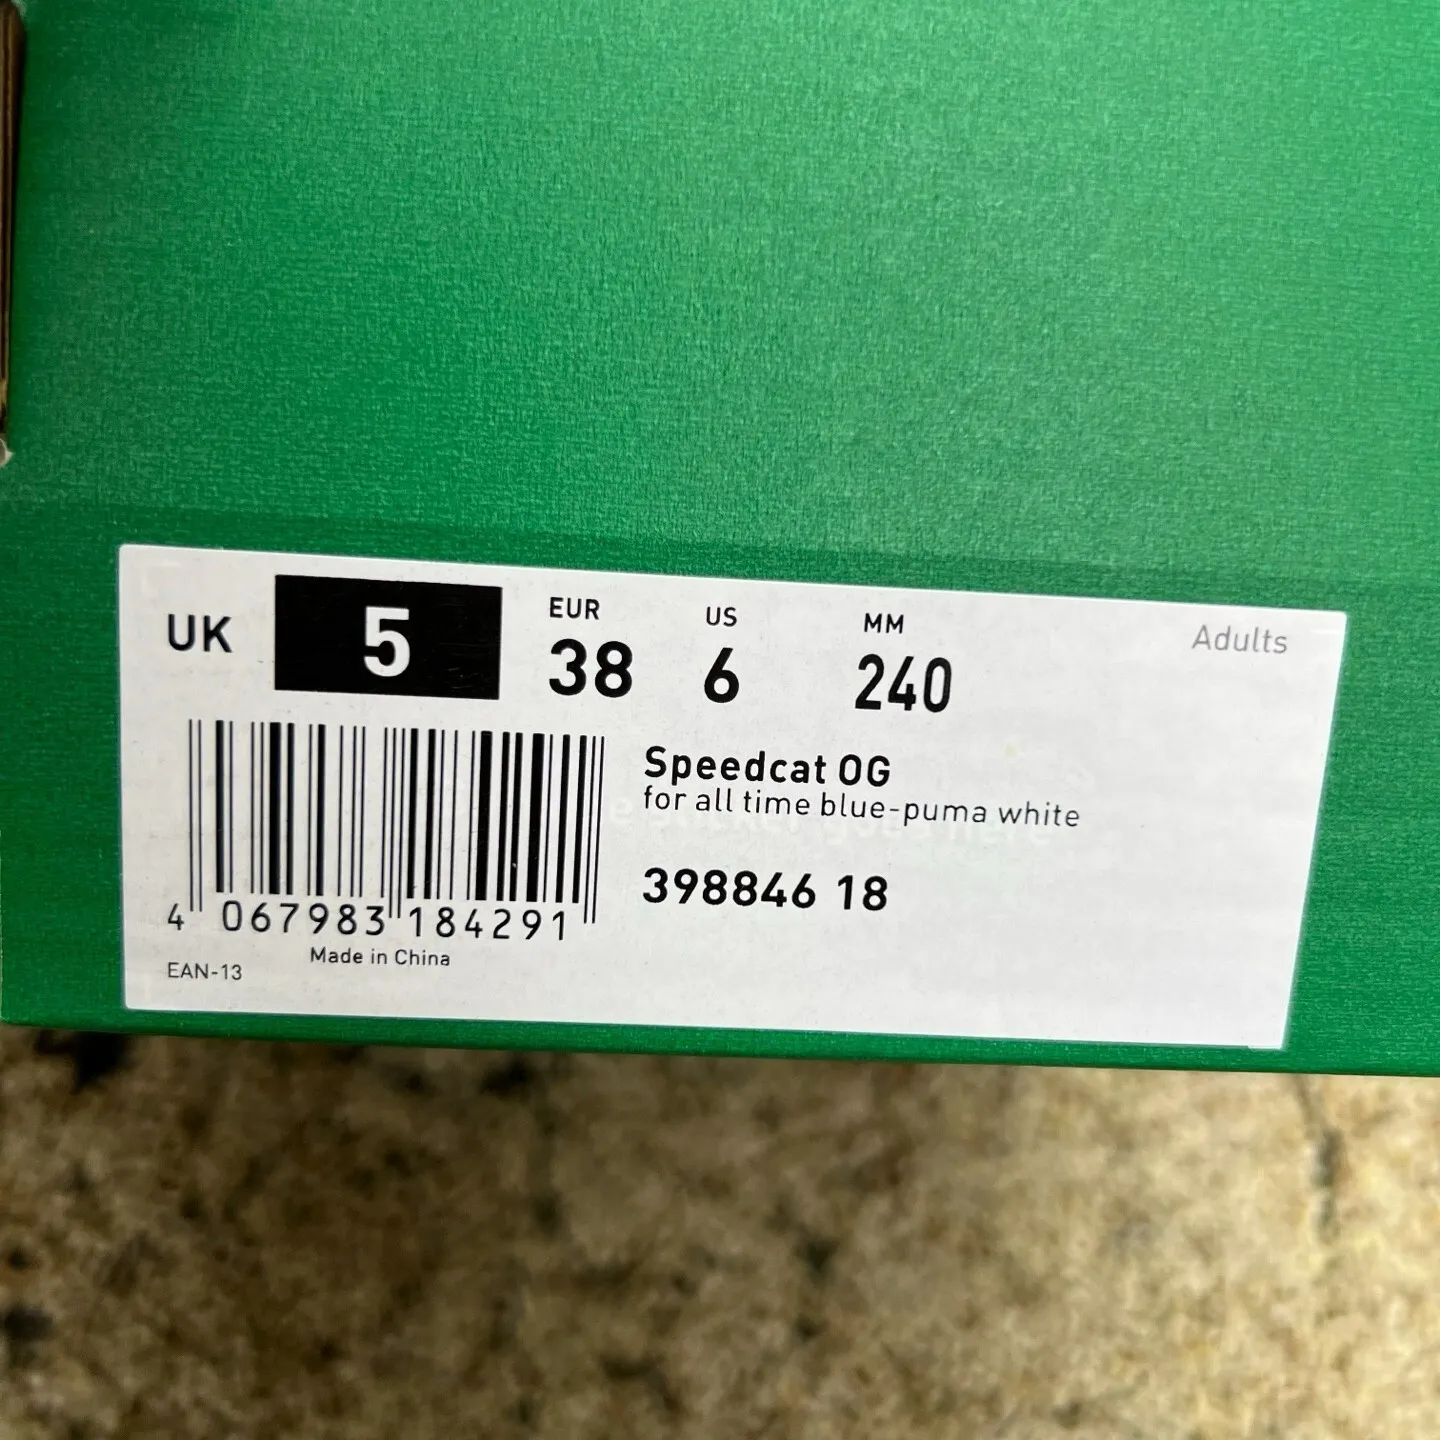 UK 5 EUR 38 US 6 MM 240 Adults
Speedcat OG
for all time blue-puma white
398846 18
4 067983 184291
Made in China
EAN-13